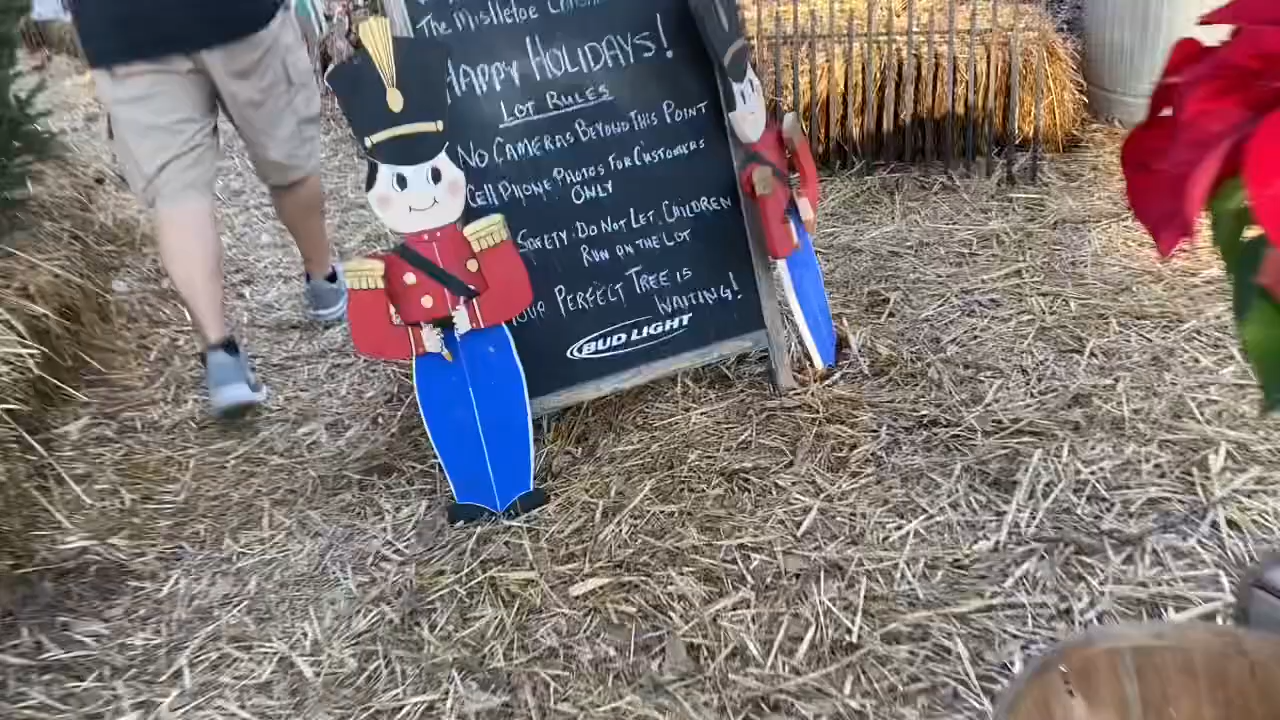 The Mistletoe
HAPPY HOLIDAYS!
LOT RULES
NO CAMERAS BEYOND THIS POINT
CELL PHONE PHOTOS FOR CUSTOMERS
ONLY
SAFETY: DO NOT LET CHILDREN
RUN ON THE LOT
OUR PERFECT TREE IS
WAITING!
BUD LIGHT